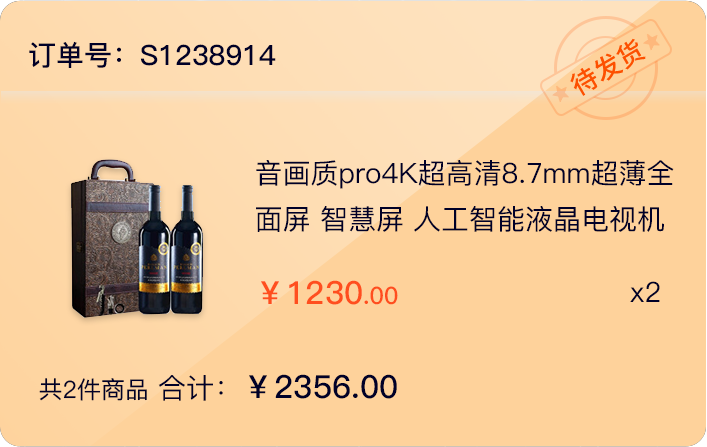 订单号：S1238914
待发货
音画质pro4K超高清8.7mm超薄全
面屏 智慧屏 人工智能液晶电视机
￥1230.00
x2
共2件商品 合计：￥2356.00